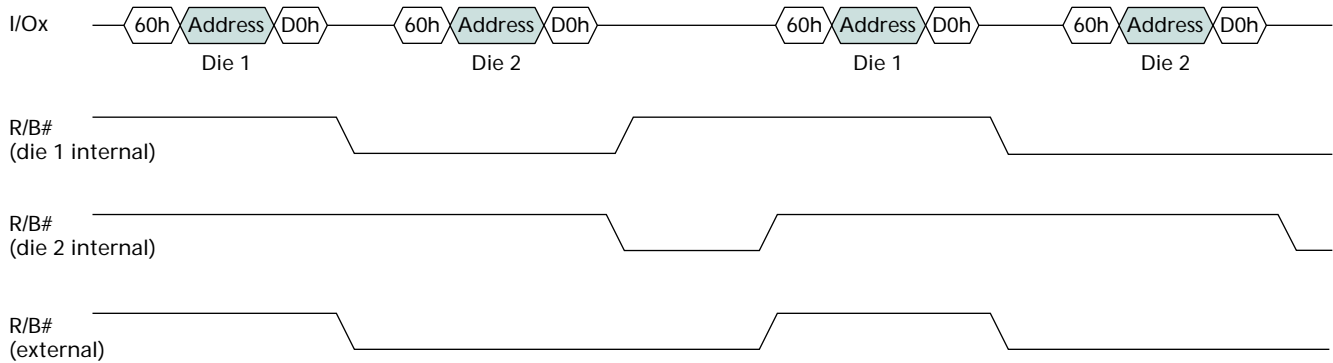 I/Ox 60h Address D0h 60h Address D0h 60h Address D0h 60h Address D0h
Die 1 Die 2 Die 1 Die 2
R/B#
(die 1 internal)
R/B#
(die 2 internal)
R/B#
(external)